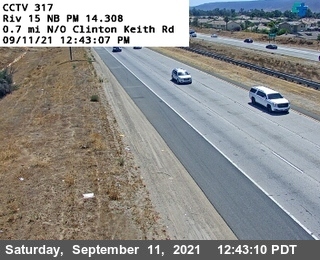 CCTV 317
Riv 15 NB PM 14.308
0.7 mi N/O Clinton Keith Rd
09/11/21 12:43:07 PM
Saturday, September 11, 2021 12:43:10 PDT